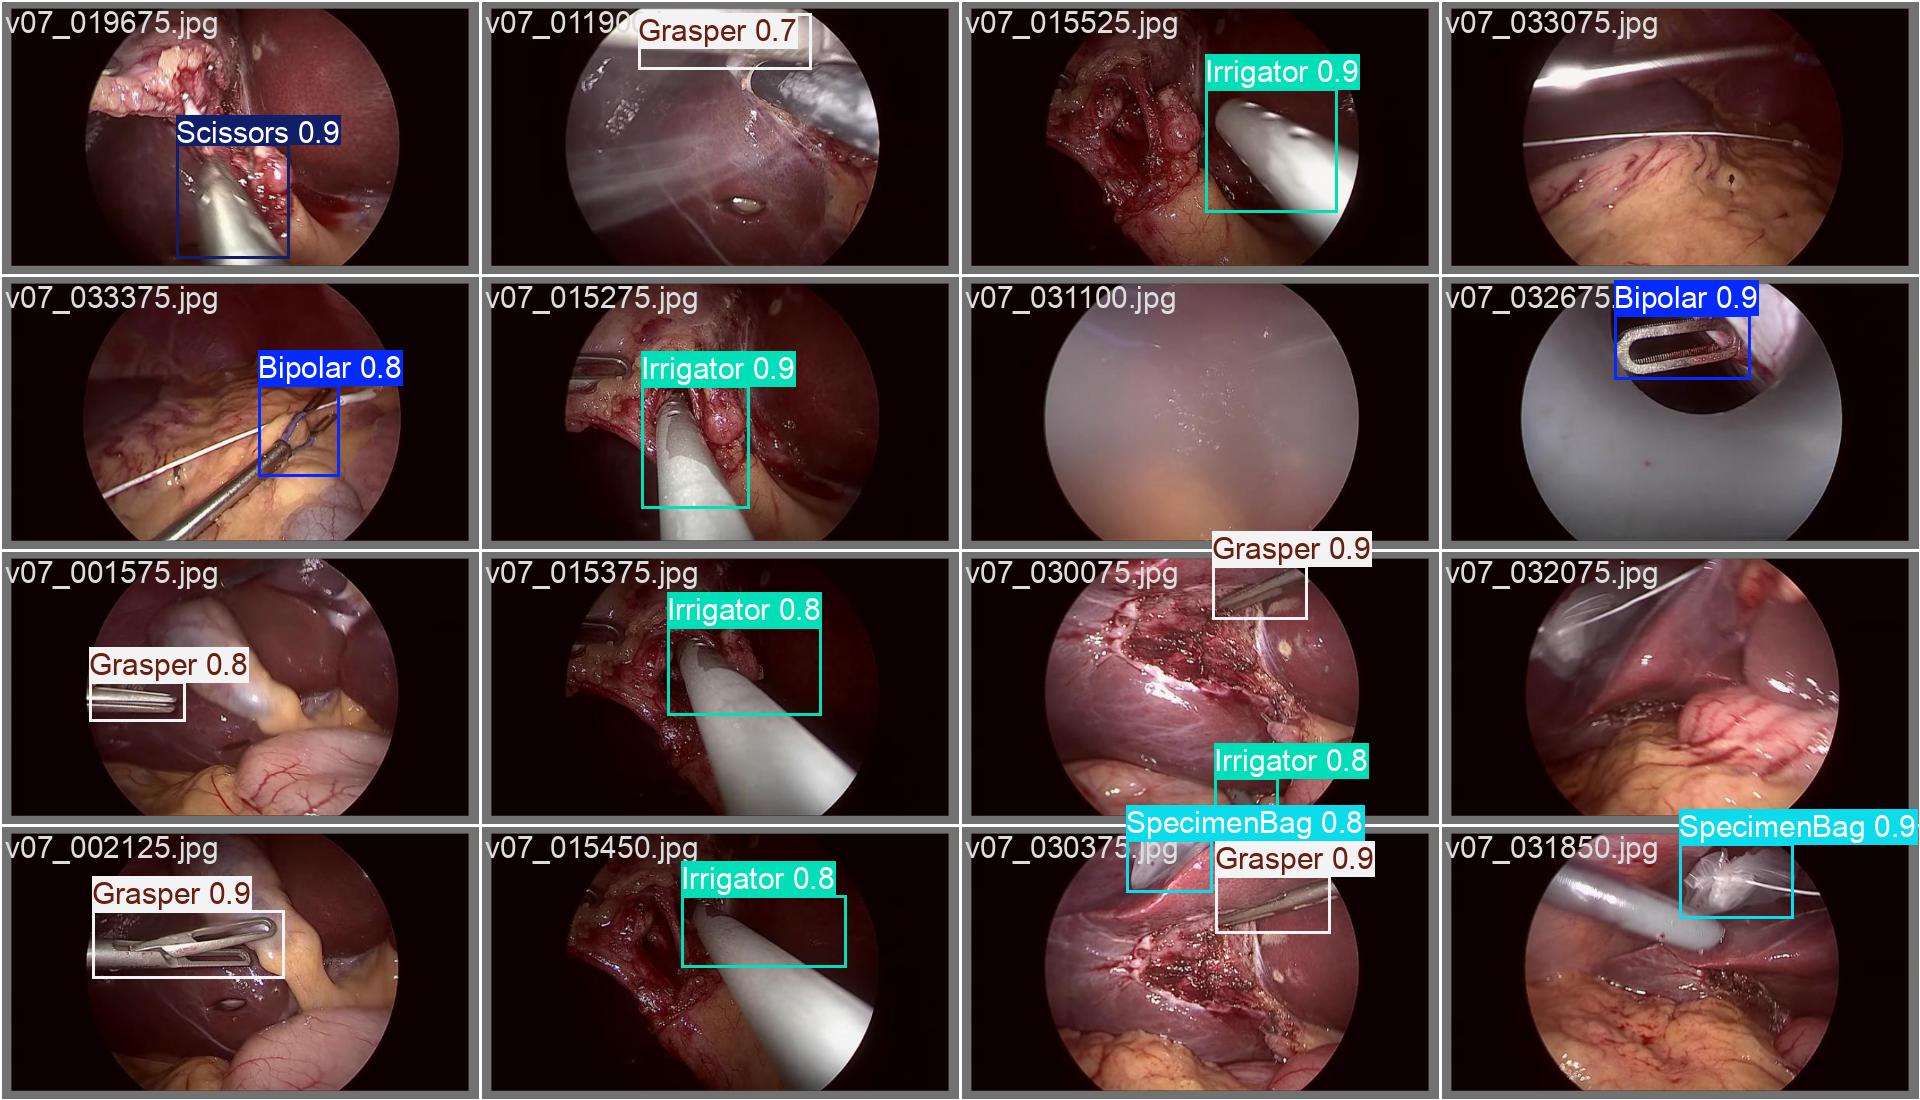 v07_019675.jpg
Scissors 0.9
v07_01190
Grasper 0.7
v07_015525.jpg
Irrigator 0.9
v07_033075.jpg
v07_033375.jpg
Bipolar 0.8
v07_015275.jpg
Irrigator 0.9
v07_031100.jpg
v07_032675.
Bipolar 0.9
v07_001575.jpg
Grasper 0.8
v07_015375.jpg
Irrigator 0.8
v07_030075.jpg
Grasper 0.9
Irrigator 0.8
v07_032075.jpg
v07_002125.jpg
Grasper 0.9
v07_015450.jpg
Irrigator 0.8
v07_030375.jpg
SpecimenBag 0.8
Grasper 0.9
v07_031850.jpg
SpecimenBag 0.9